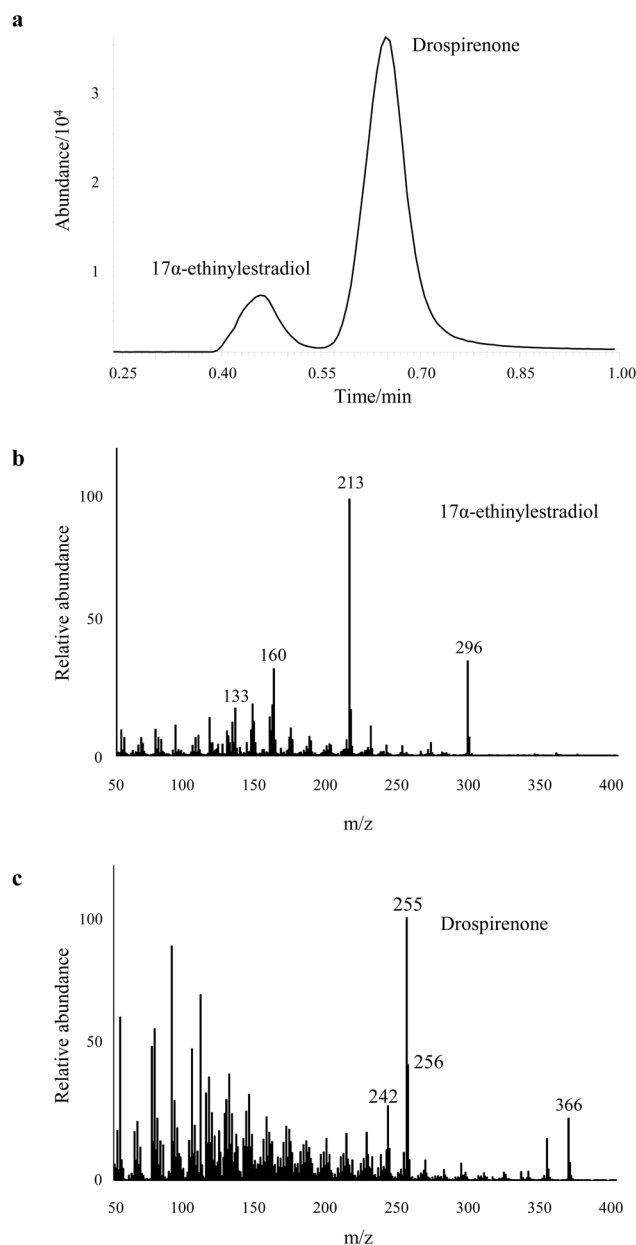 a
Drospirenone
Abundance/10⁴
3
2
17α-ethinylestradiol
1
0.25 0.40 0.55 0.70 0.85 1.00
Time/min
b
100
213
17α-ethinylestradiol
Relative abundance
50
160
296
133
0
50 100 150 200 250 300 350 400
m/z
c
255
100
Drospirenone
Relative abundance
50
256
242
366
0
50 100 150 200 250 300 350 400
m/z